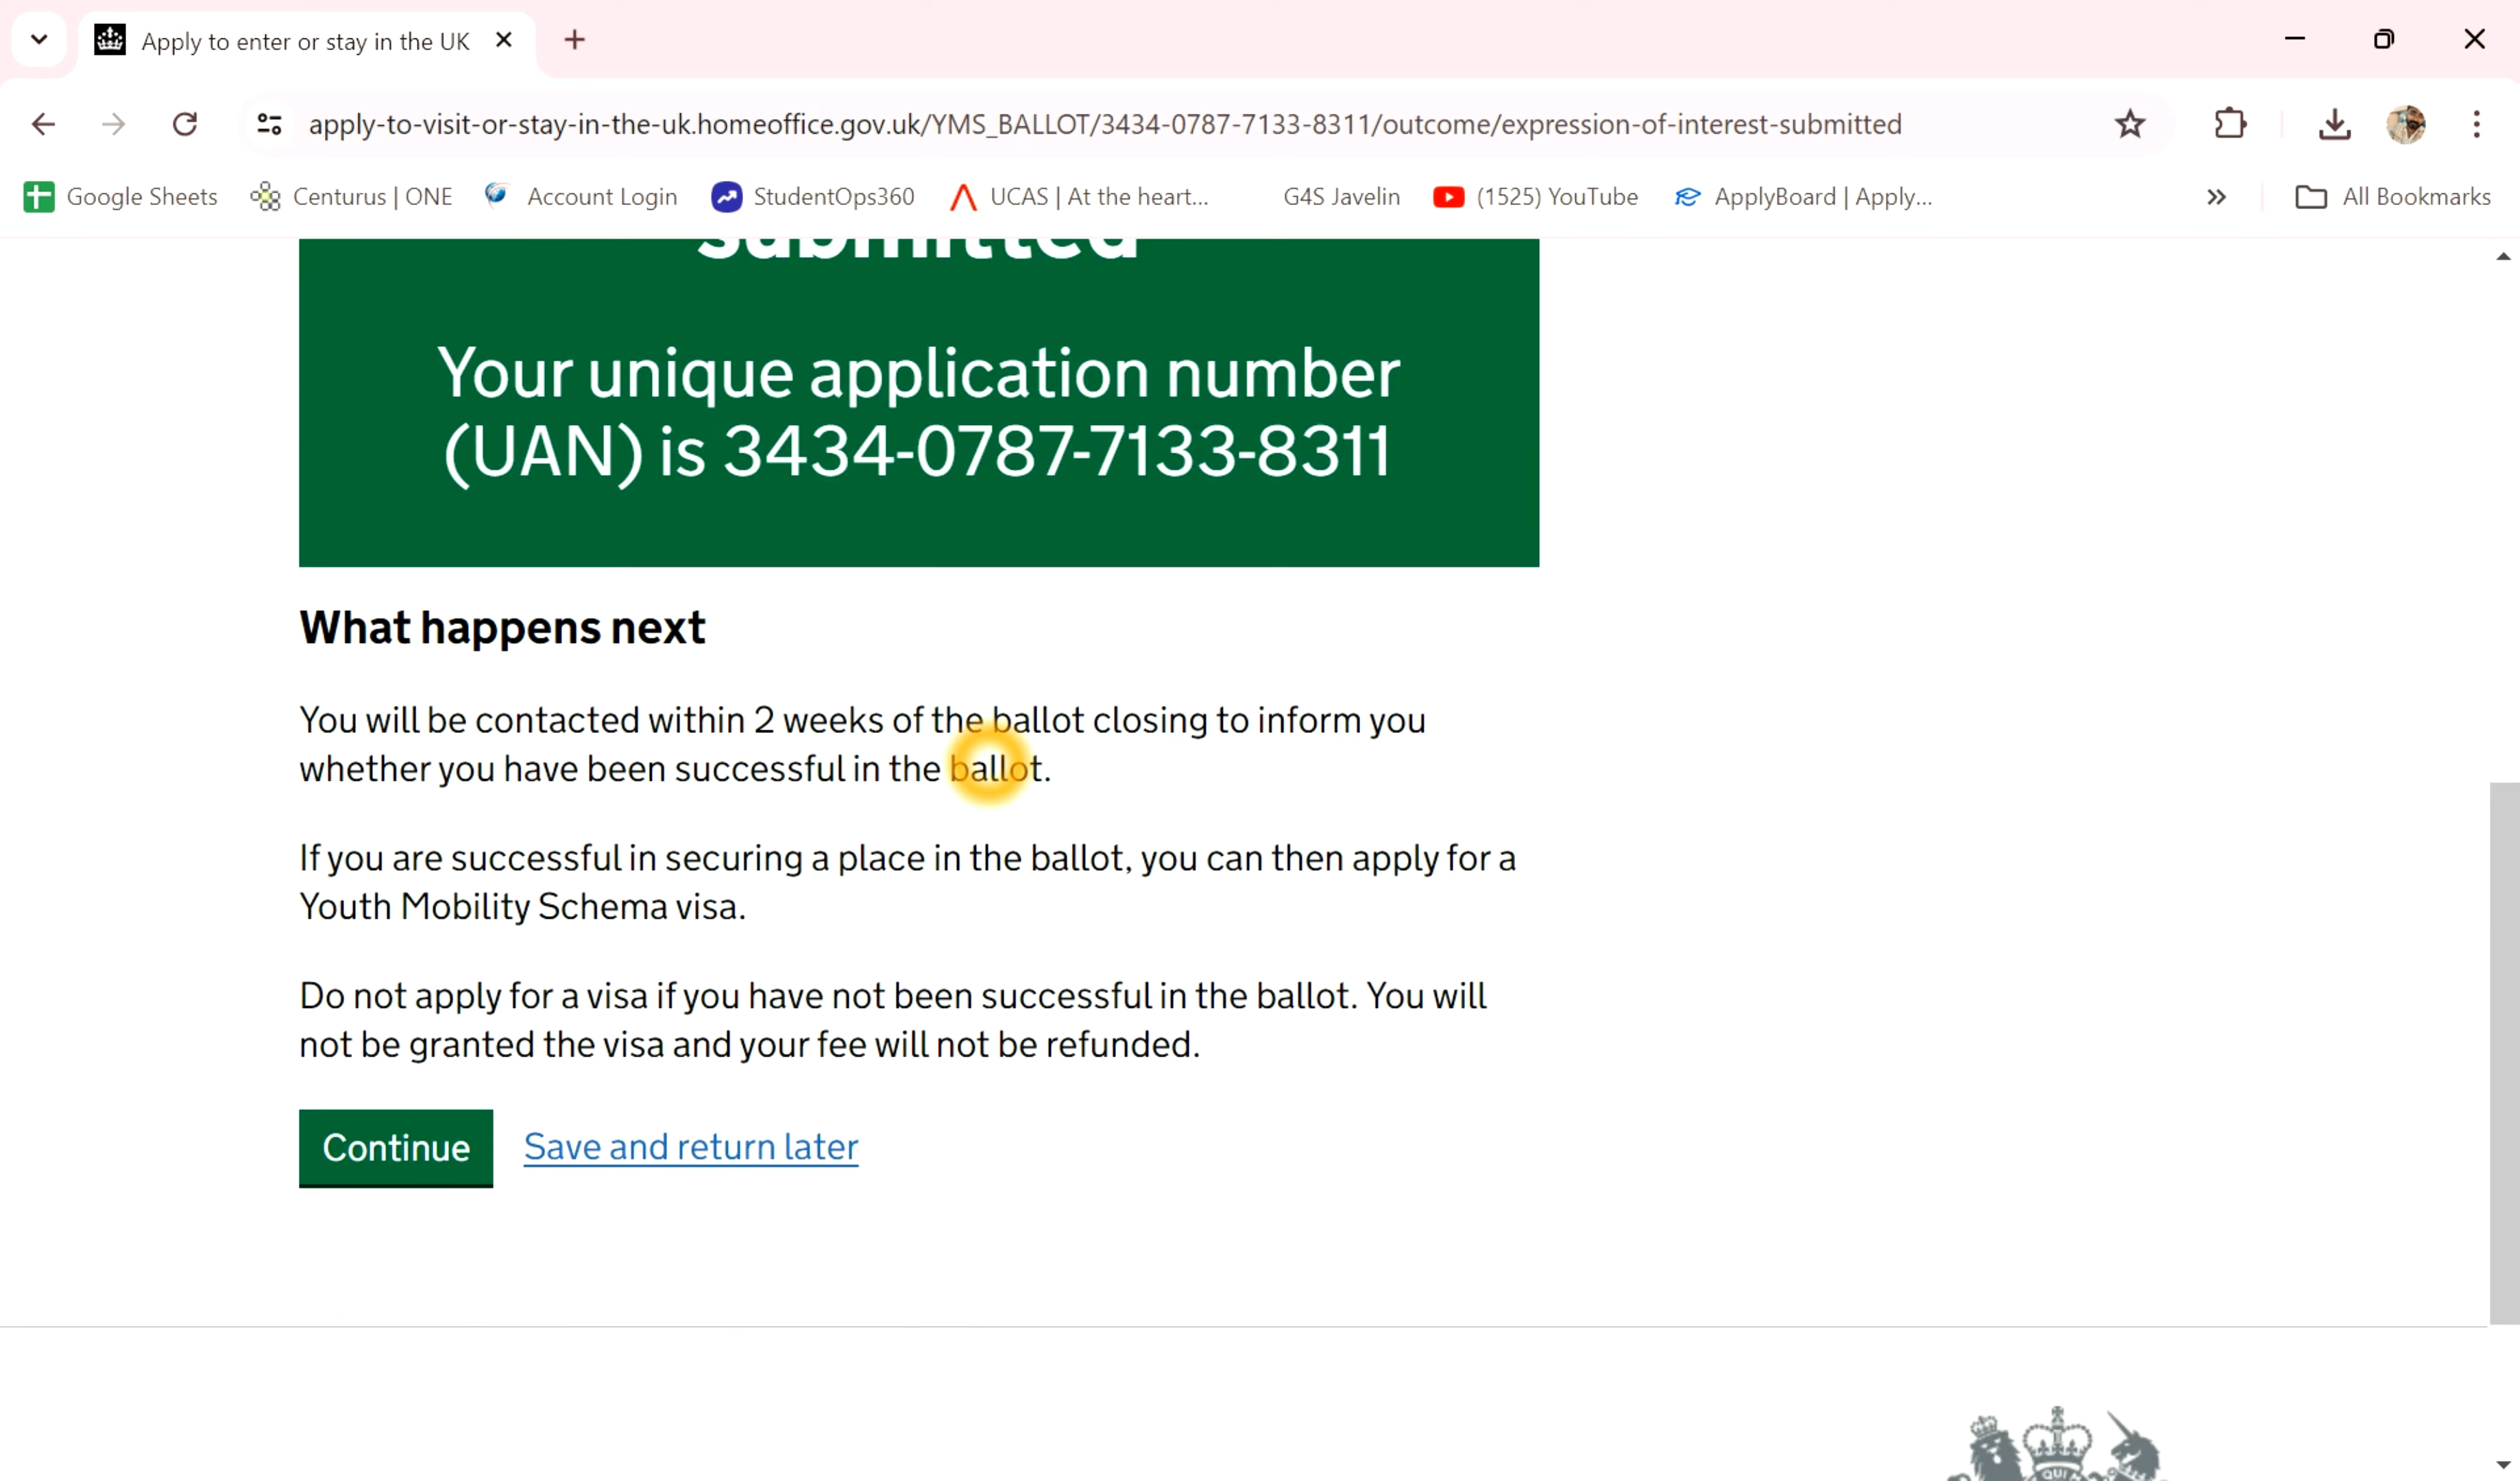 Apply to enter or stay in the UK
apply-to-visit-or-stay-in-the-uk.homeoffice.gov.uk/YMS_BALLOT/3434-0787-7133-8311/outcome/expression-of-interest-submitted
Google Sheets Centurus | ONE Account Login StudentOps360 UCAS | At the heart... G4S Javelin (1525) YouTube ApplyBoard | Apply... » All Bookmarks
submitted
Your unique application number
(UAN) is 3434-0787-7133-8311
What happens next
You will be contacted within 2 weeks of the ballot closing to inform you
whether you have been successful in the ballot.
If you are successful in securing a place in the ballot, you can then apply for a
Youth Mobility Schema visa.
Do not apply for a visa if you have not been successful in the ballot. You will
not be granted the visa and your fee will not be refunded.
Continue Save and return later
QUI